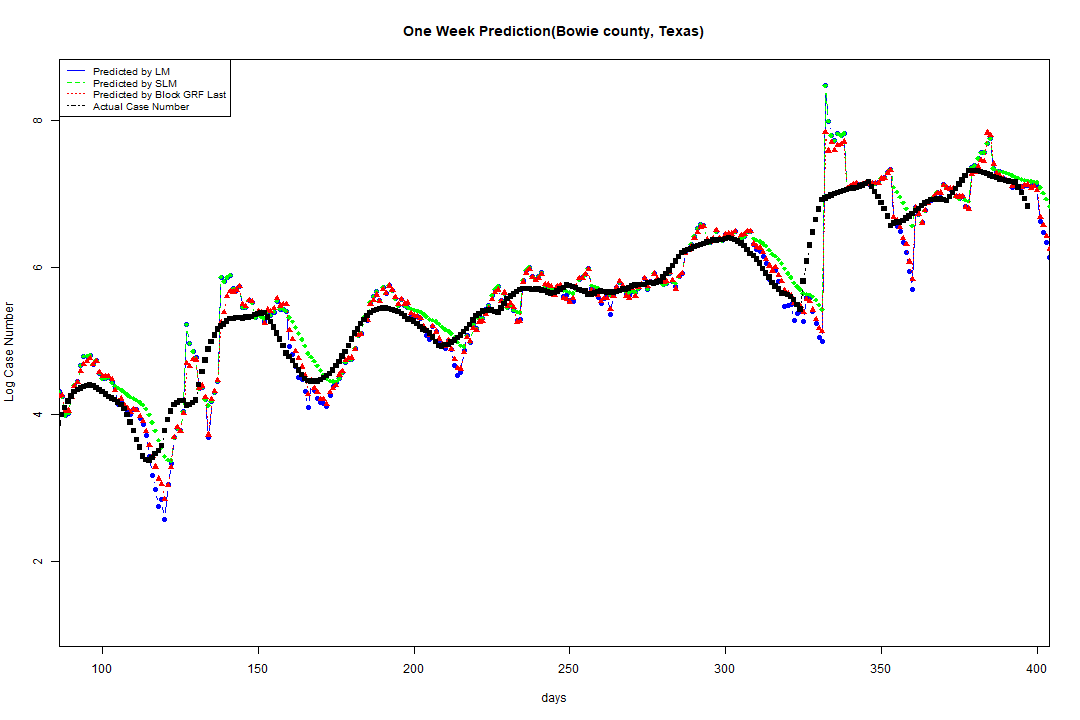 One Week Prediction(Bowie county, Texas)
Predicted by LM
Predicted by SLM
Predicted by Block GRF Last
Actual Case Number
Log Case Number
8
6
4
2
100 150 200 250 300 350 400
days